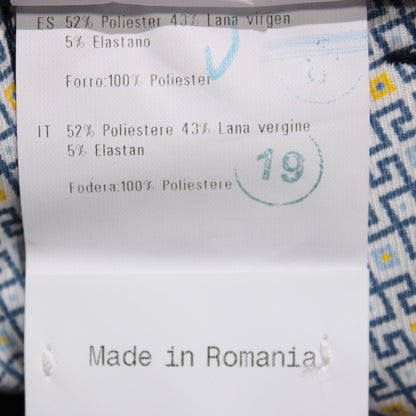 ES 52% Poliester 43% Lana virgen
5% Elastano
Forro:100% Poliester
IT 52% Poliestere 43% Lana vergine
5% Elastan
Fodera:100% Poliestere
19
Made in Romania